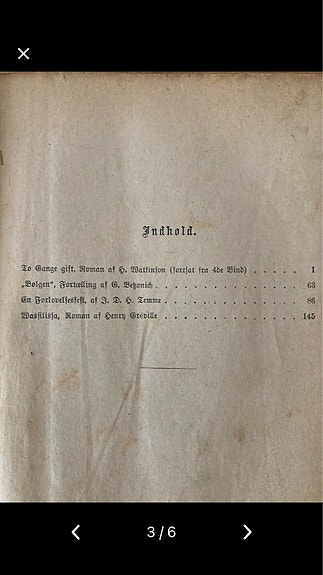 Indhold.
To Gange gift, Roman af H. Wattinson (fortsat fra 4de Bind) . . . . . 1
„Bølgen“, Fortælling af G. Bezonich . . . . . . . . . . . . . . . . 63
En Forlovelsesfest, af J. D. H. Temme . . . . . . . . . . . . . . . 86
Wassilissa, Roman af Henry Gréville . . . . . . . . . . . . . . . 145
3/6